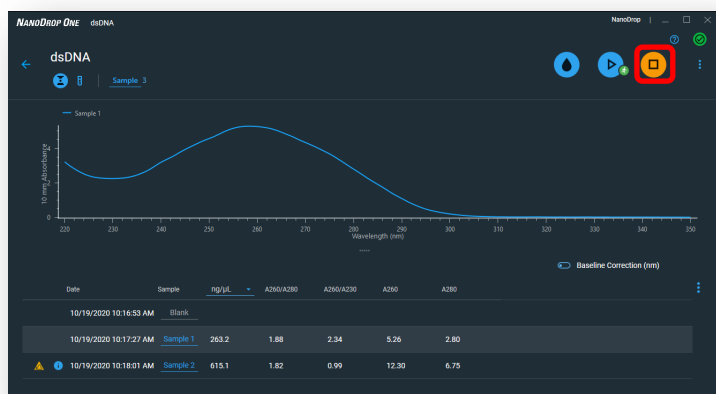 NanoDrop One dsDNA
NanoDrop
dsDNA
Sample 3
Sample 1
10 mm Absorbance
4
2
0
220 230 240 250 260 270 280 290 300 310 320 330 340 350
Wavelength (nm)
Baseline Correction (nm)
Date Sample ng/µL A260/A280 A260/A230 A260 A280
10/19/2020 10:16:53 AM Blank
10/19/2020 10:17:27 AM Sample 1 263.2 1.88 2.34 5.26 2.80
10/19/2020 10:18:01 AM Sample 2 615.1 1.82 0.99 12.30 6.75